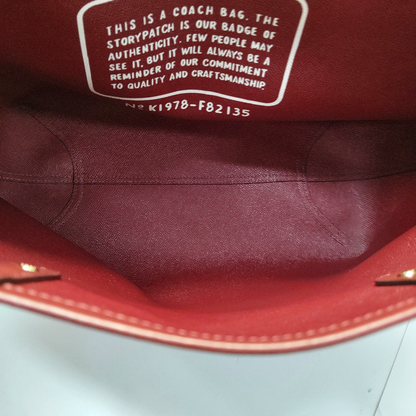 THIS IS A COACH BAG. THE
STORYPATCH IS OUR BADGE OF
AUTHENTICITY. FEW PEOPLE MAY
SEE IT, BUT IT WILL ALWAYS BE A
REMINDER OF OUR COMMITMENT
TO QUALITY AND CRAFTSMANSHIP.
No K1978-F82135